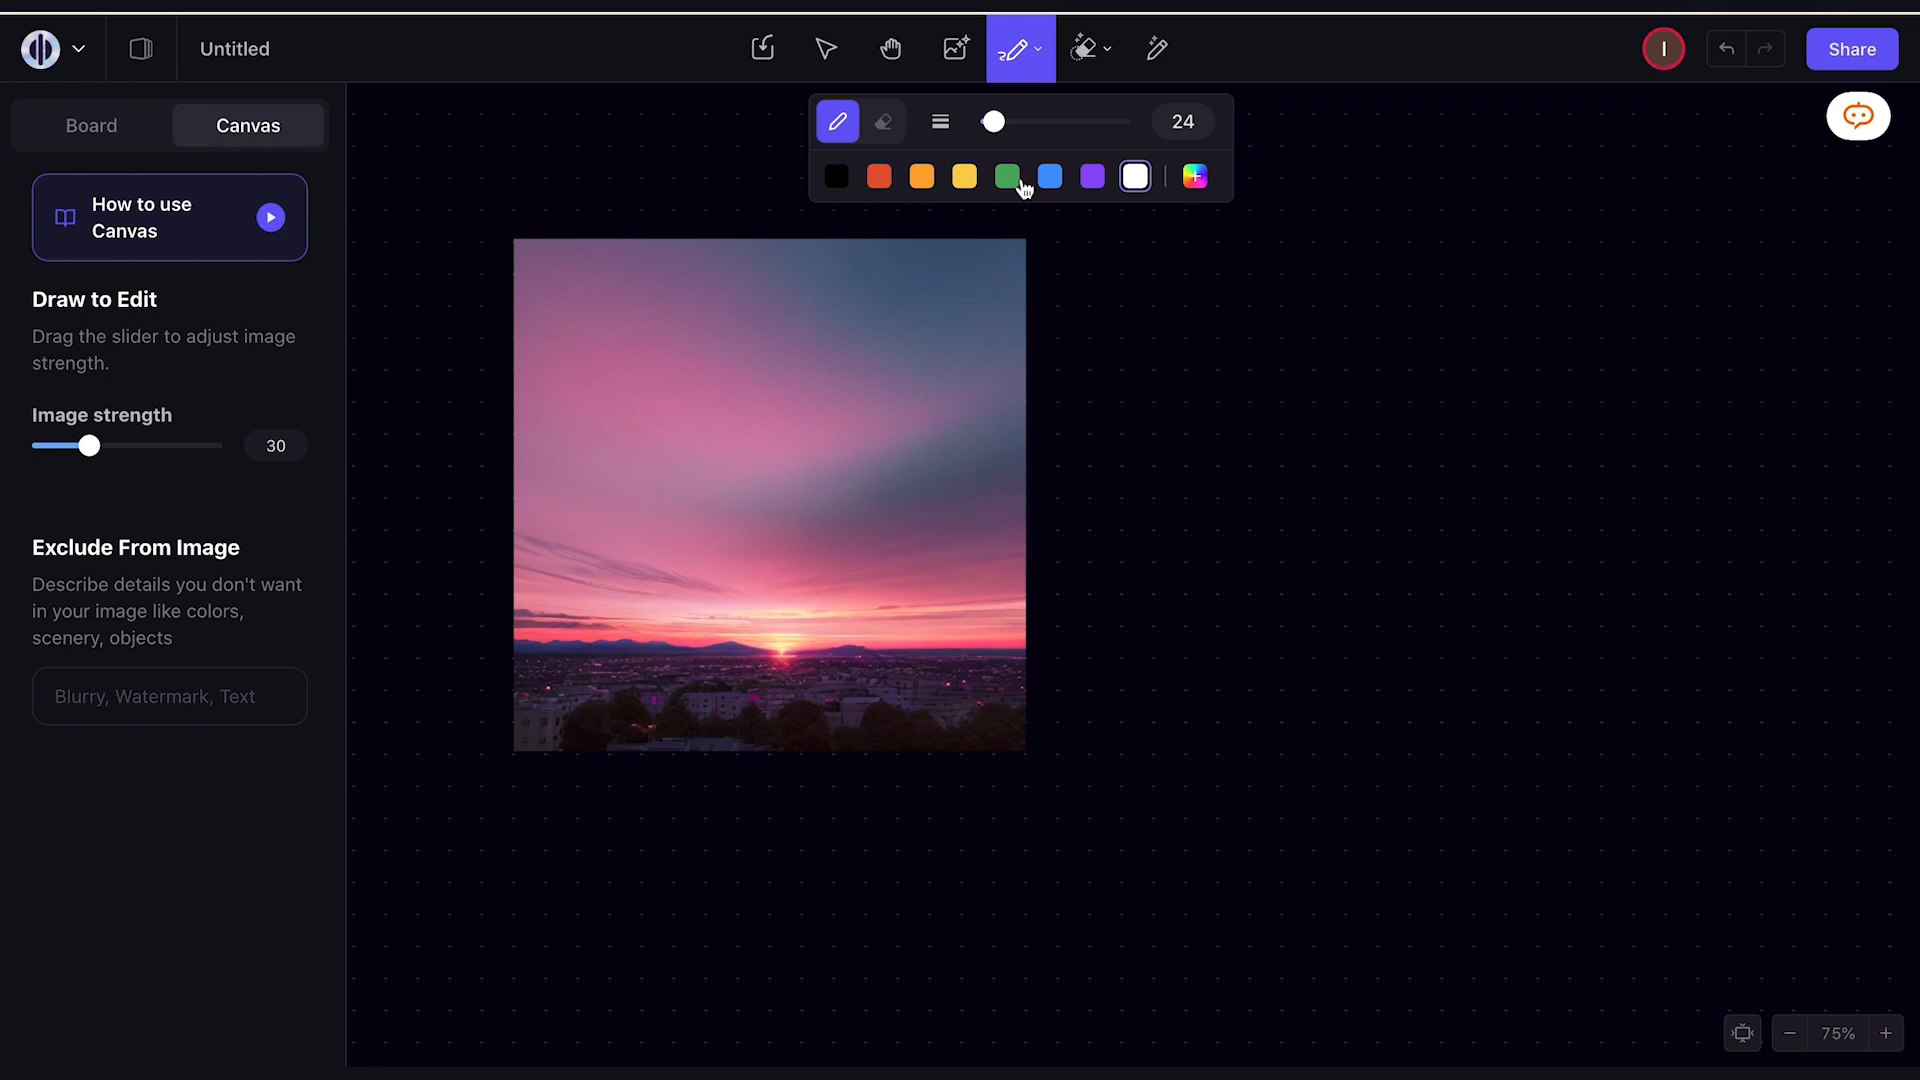 Untitled
I
Share
Board
Canvas
24
How to use
Canvas
Draw to Edit
Drag the slider to adjust image
strength.
Image strength
30
Exclude From Image
Describe details you don't want
in your image like colors,
scenery, objects
Blurry, Watermark, Text
75%